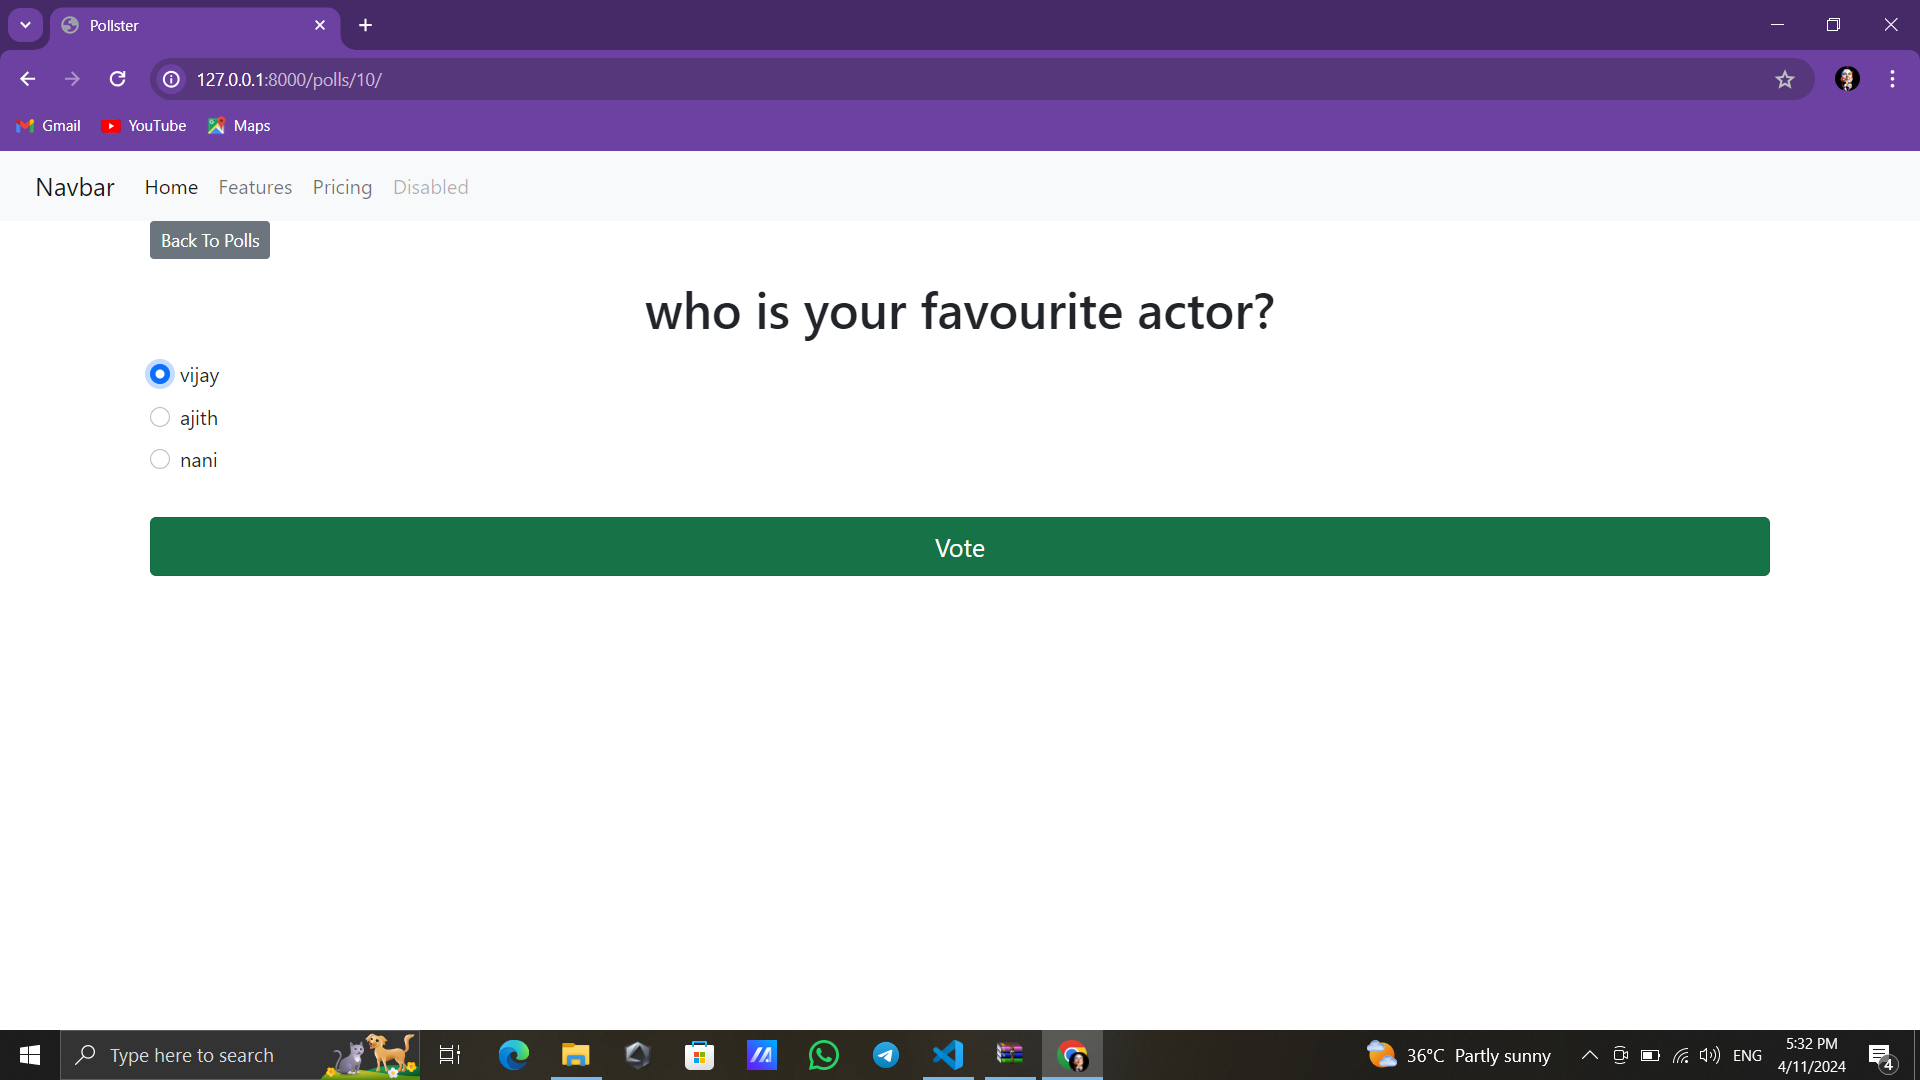 Pollster
127.0.0.1:8000/polls/10/
Gmail YouTube Maps
Navbar Home Features Pricing Disabled
Back To Polls
who is your favourite actor?
vijay
ajith
nani
Vote
Type here to search
36°C Partly sunny
ENG
5:32 PM
4/11/2024
4